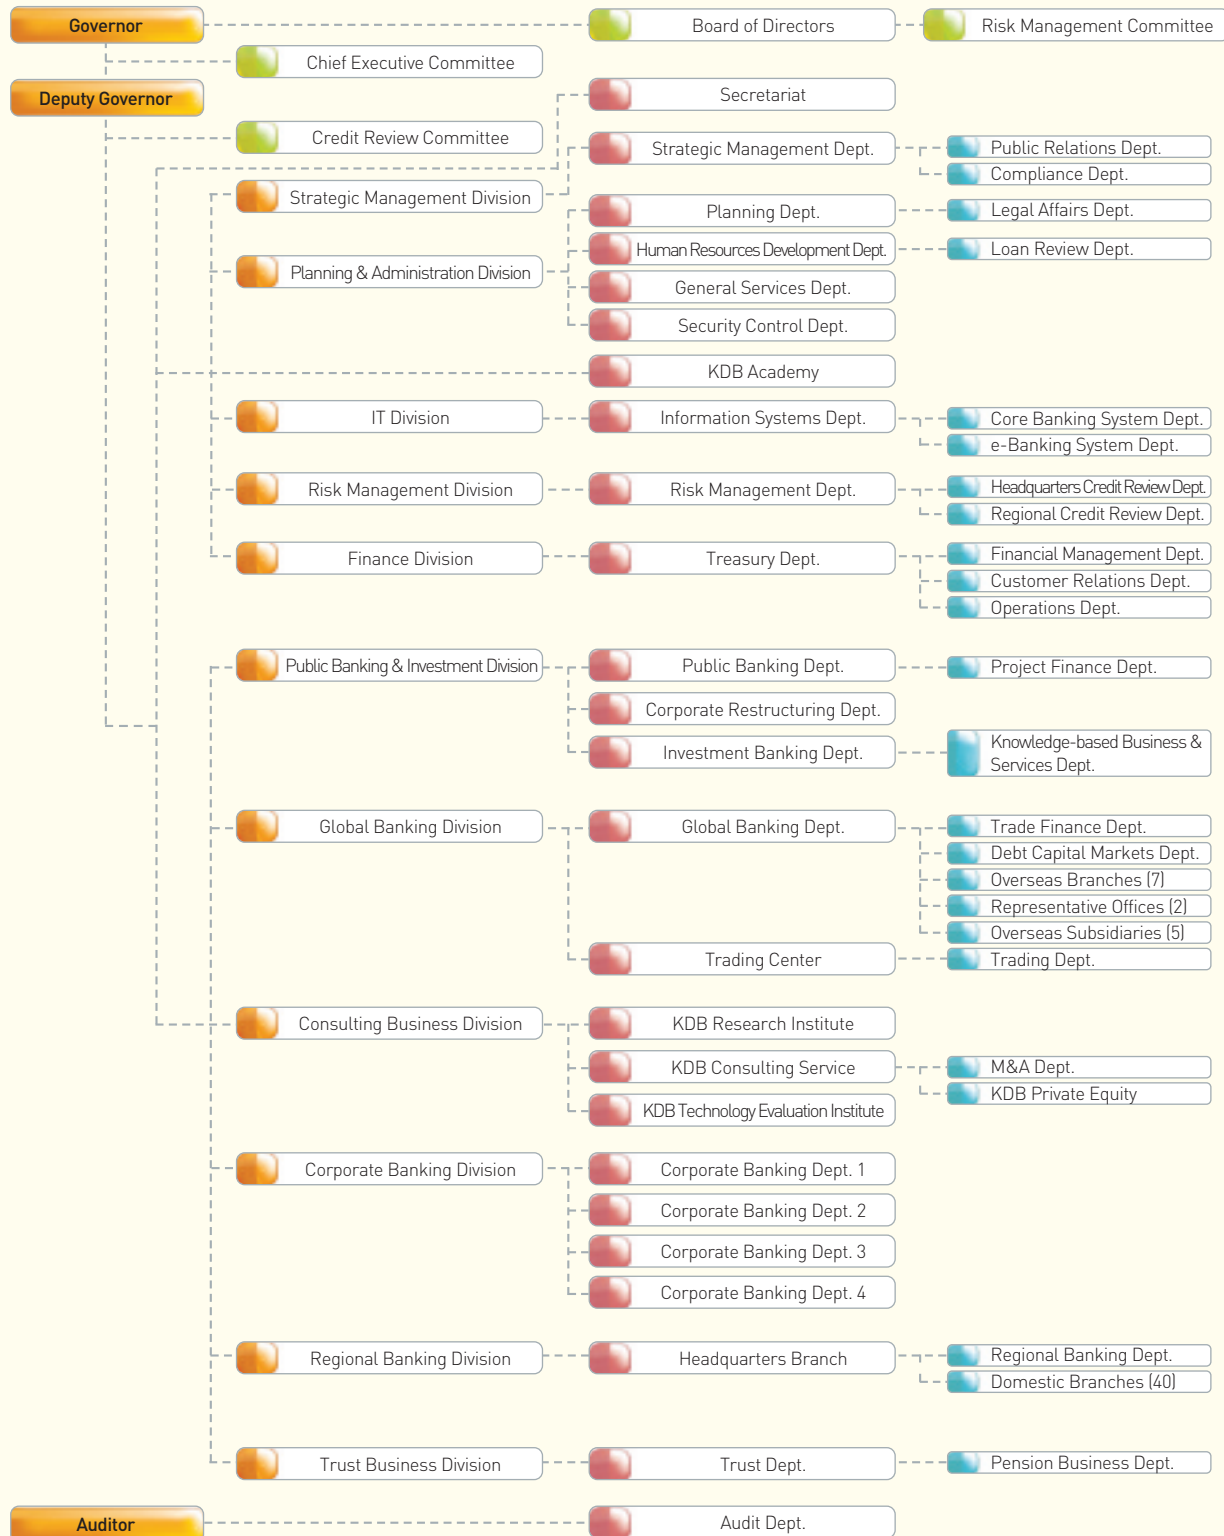 Governor
Board of Directors
Risk Management Committee
Chief Executive Committee
Deputy Governor
Secretariat
Credit Review Committee
Strategic Management Dept.
Public Relations Dept.
Compliance Dept.
Strategic Management Division
Planning Dept.
Legal Affairs Dept.
Human Resources Development Dept.
Loan Review Dept.
Planning & Administration Division
General Services Dept.
Security Control Dept.
KDB Academy
IT Division
Information Systems Dept.
Core Banking System Dept.
e-Banking System Dept.
Risk Management Division
Risk Management Dept.
Headquarters Credit Review Dept.
Regional Credit Review Dept.
Finance Division
Treasury Dept.
Financial Management Dept.
Customer Relations Dept.
Operations Dept.
Public Banking & Investment Division
Public Banking Dept.
Project Finance Dept.
Corporate Restructuring Dept.
Investment Banking Dept.
Knowledge-based Business &
Services Dept.
Global Banking Division
Global Banking Dept.
Trade Finance Dept.
Debt Capital Markets Dept.
Overseas Branches (7)
Representative Offices (2)
Overseas Subsidiaries (5)
Trading Center
Trading Dept.
Consulting Business Division
KDB Research Institute
KDB Consulting Service
M&A Dept.
KDB Private Equity
KDB Technology Evaluation Institute
Corporate Banking Division
Corporate Banking Dept. 1
Corporate Banking Dept. 2
Corporate Banking Dept. 3
Corporate Banking Dept. 4
Regional Banking Division
Headquarters Branch
Regional Banking Dept.
Domestic Branches (40)
Trust Business Division
Trust Dept.
Pension Business Dept.
Auditor
Audit Dept.